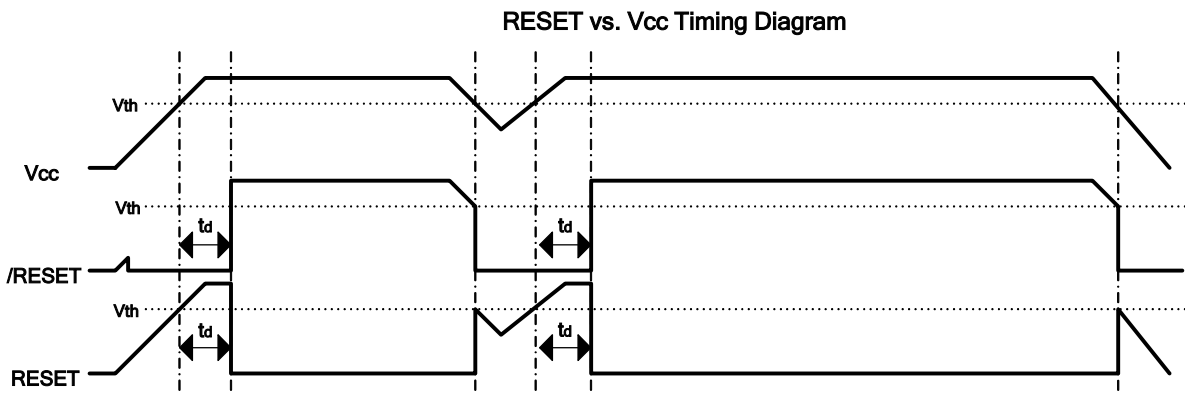 RESET vs. Vcc Timing Diagram
Vth
Vcc
Vth
td
td
/RESET
Vth
td
td
RESET